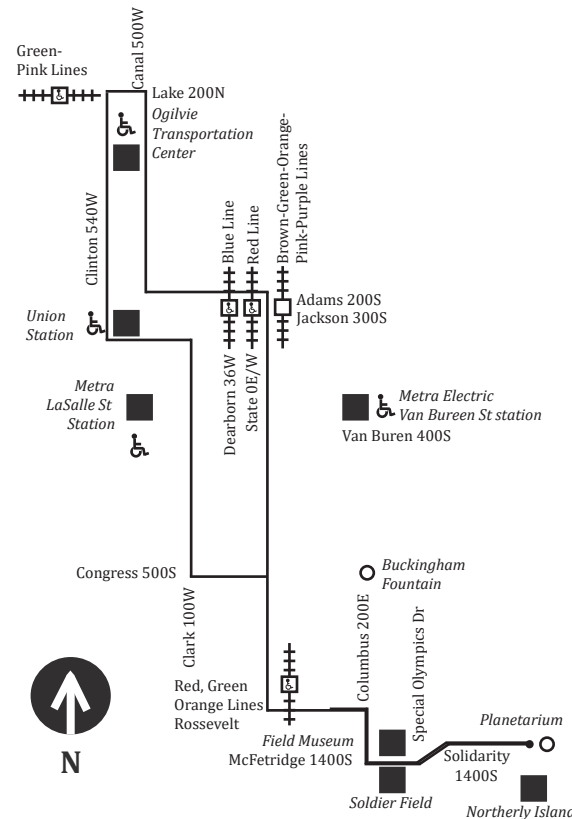 Green-
Pink Lines
Canal 500W
Lake 200N
Ogilvie
Transportation
Center
Clinton 540W
Blue Line
Red Line
Brown-Green-Orange-
Pink-Purple Lines
Adams 200S
Jackson 300S
Union
Station
Dearborn 36W
State 0E/W
Metra
LaSalle St
Station
Metra Electric
Van Bureen St station
Van Buren 400S
Congress 500S
Clark 100W
Buckingham
Fountain
Columbus 200E
Special Olympics Dr
Red, Green
Orange Lines
Rossevelt
Field Museum
McFetridge 1400S
Planetarium
Solidarity
1400S
Soldier Field
Northerly Island
N